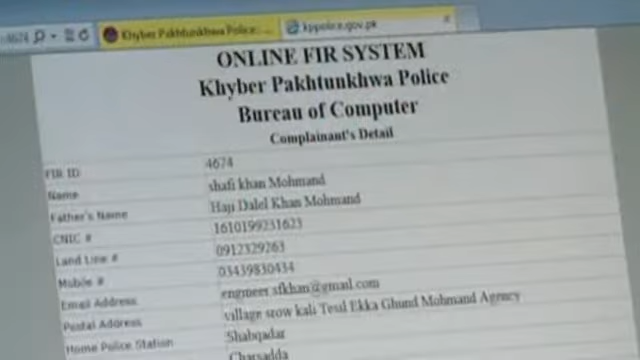 4674
Khyber Pakhtunkhwa Police:...
kppolice.gov.pk
ONLINE FIR SYSTEM
Khyber Pakhtunkhwa Police
Bureau of Computer
Complainant's Detail
FIR ID 4674
Name shafi khan Mohmand
Father's Name Haji Dalel Khan Mohmand
CNIC # 1610199231623
Land Line # 0912329263
Mobile # 03439830434
Email Address engineer.sfkhan@gmail.com
Postal Address village srow kali Tesil Ekka Ghund Mohmand Agency
Home Police Station Shabqadar
Charsadda